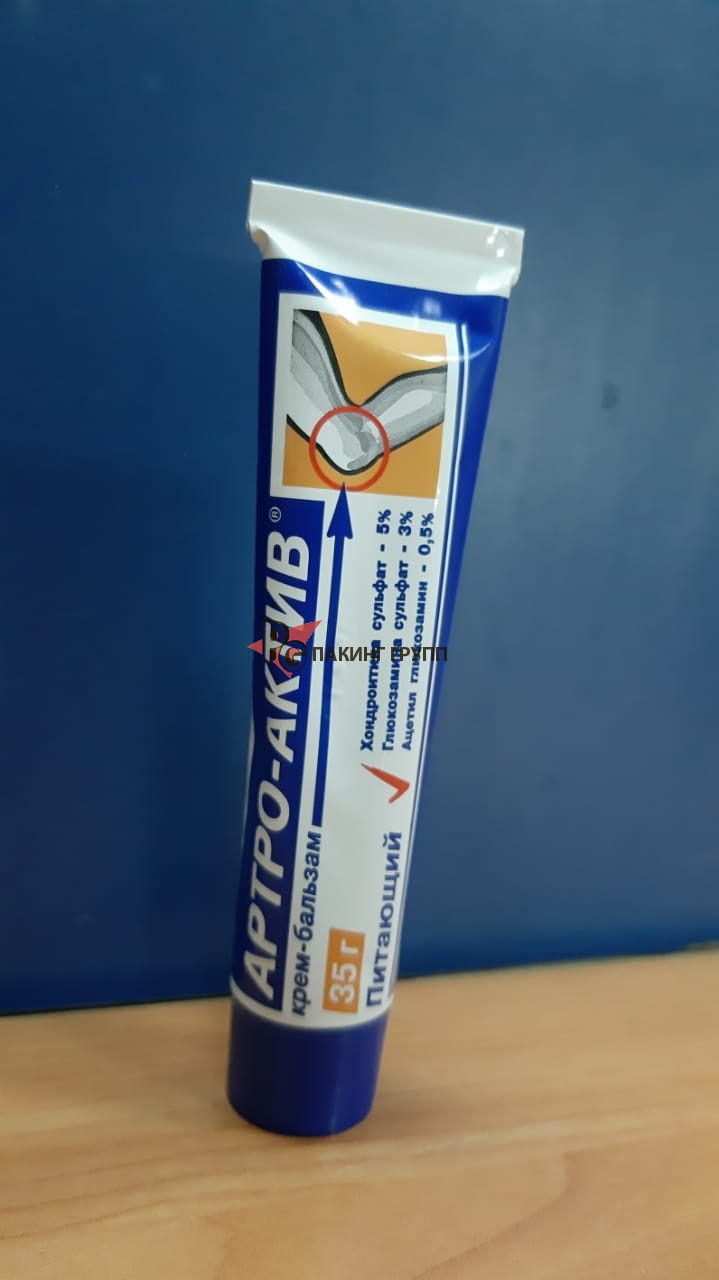 АРТРО-АКТИВ®
крем-бальзам
35 г
Питающий
Хондроитина сульфат - 5%
Глюкозамина сульфат - 3%
Ацетил глюкозамин - 0,5%
ПАКИНГ ГРУПП